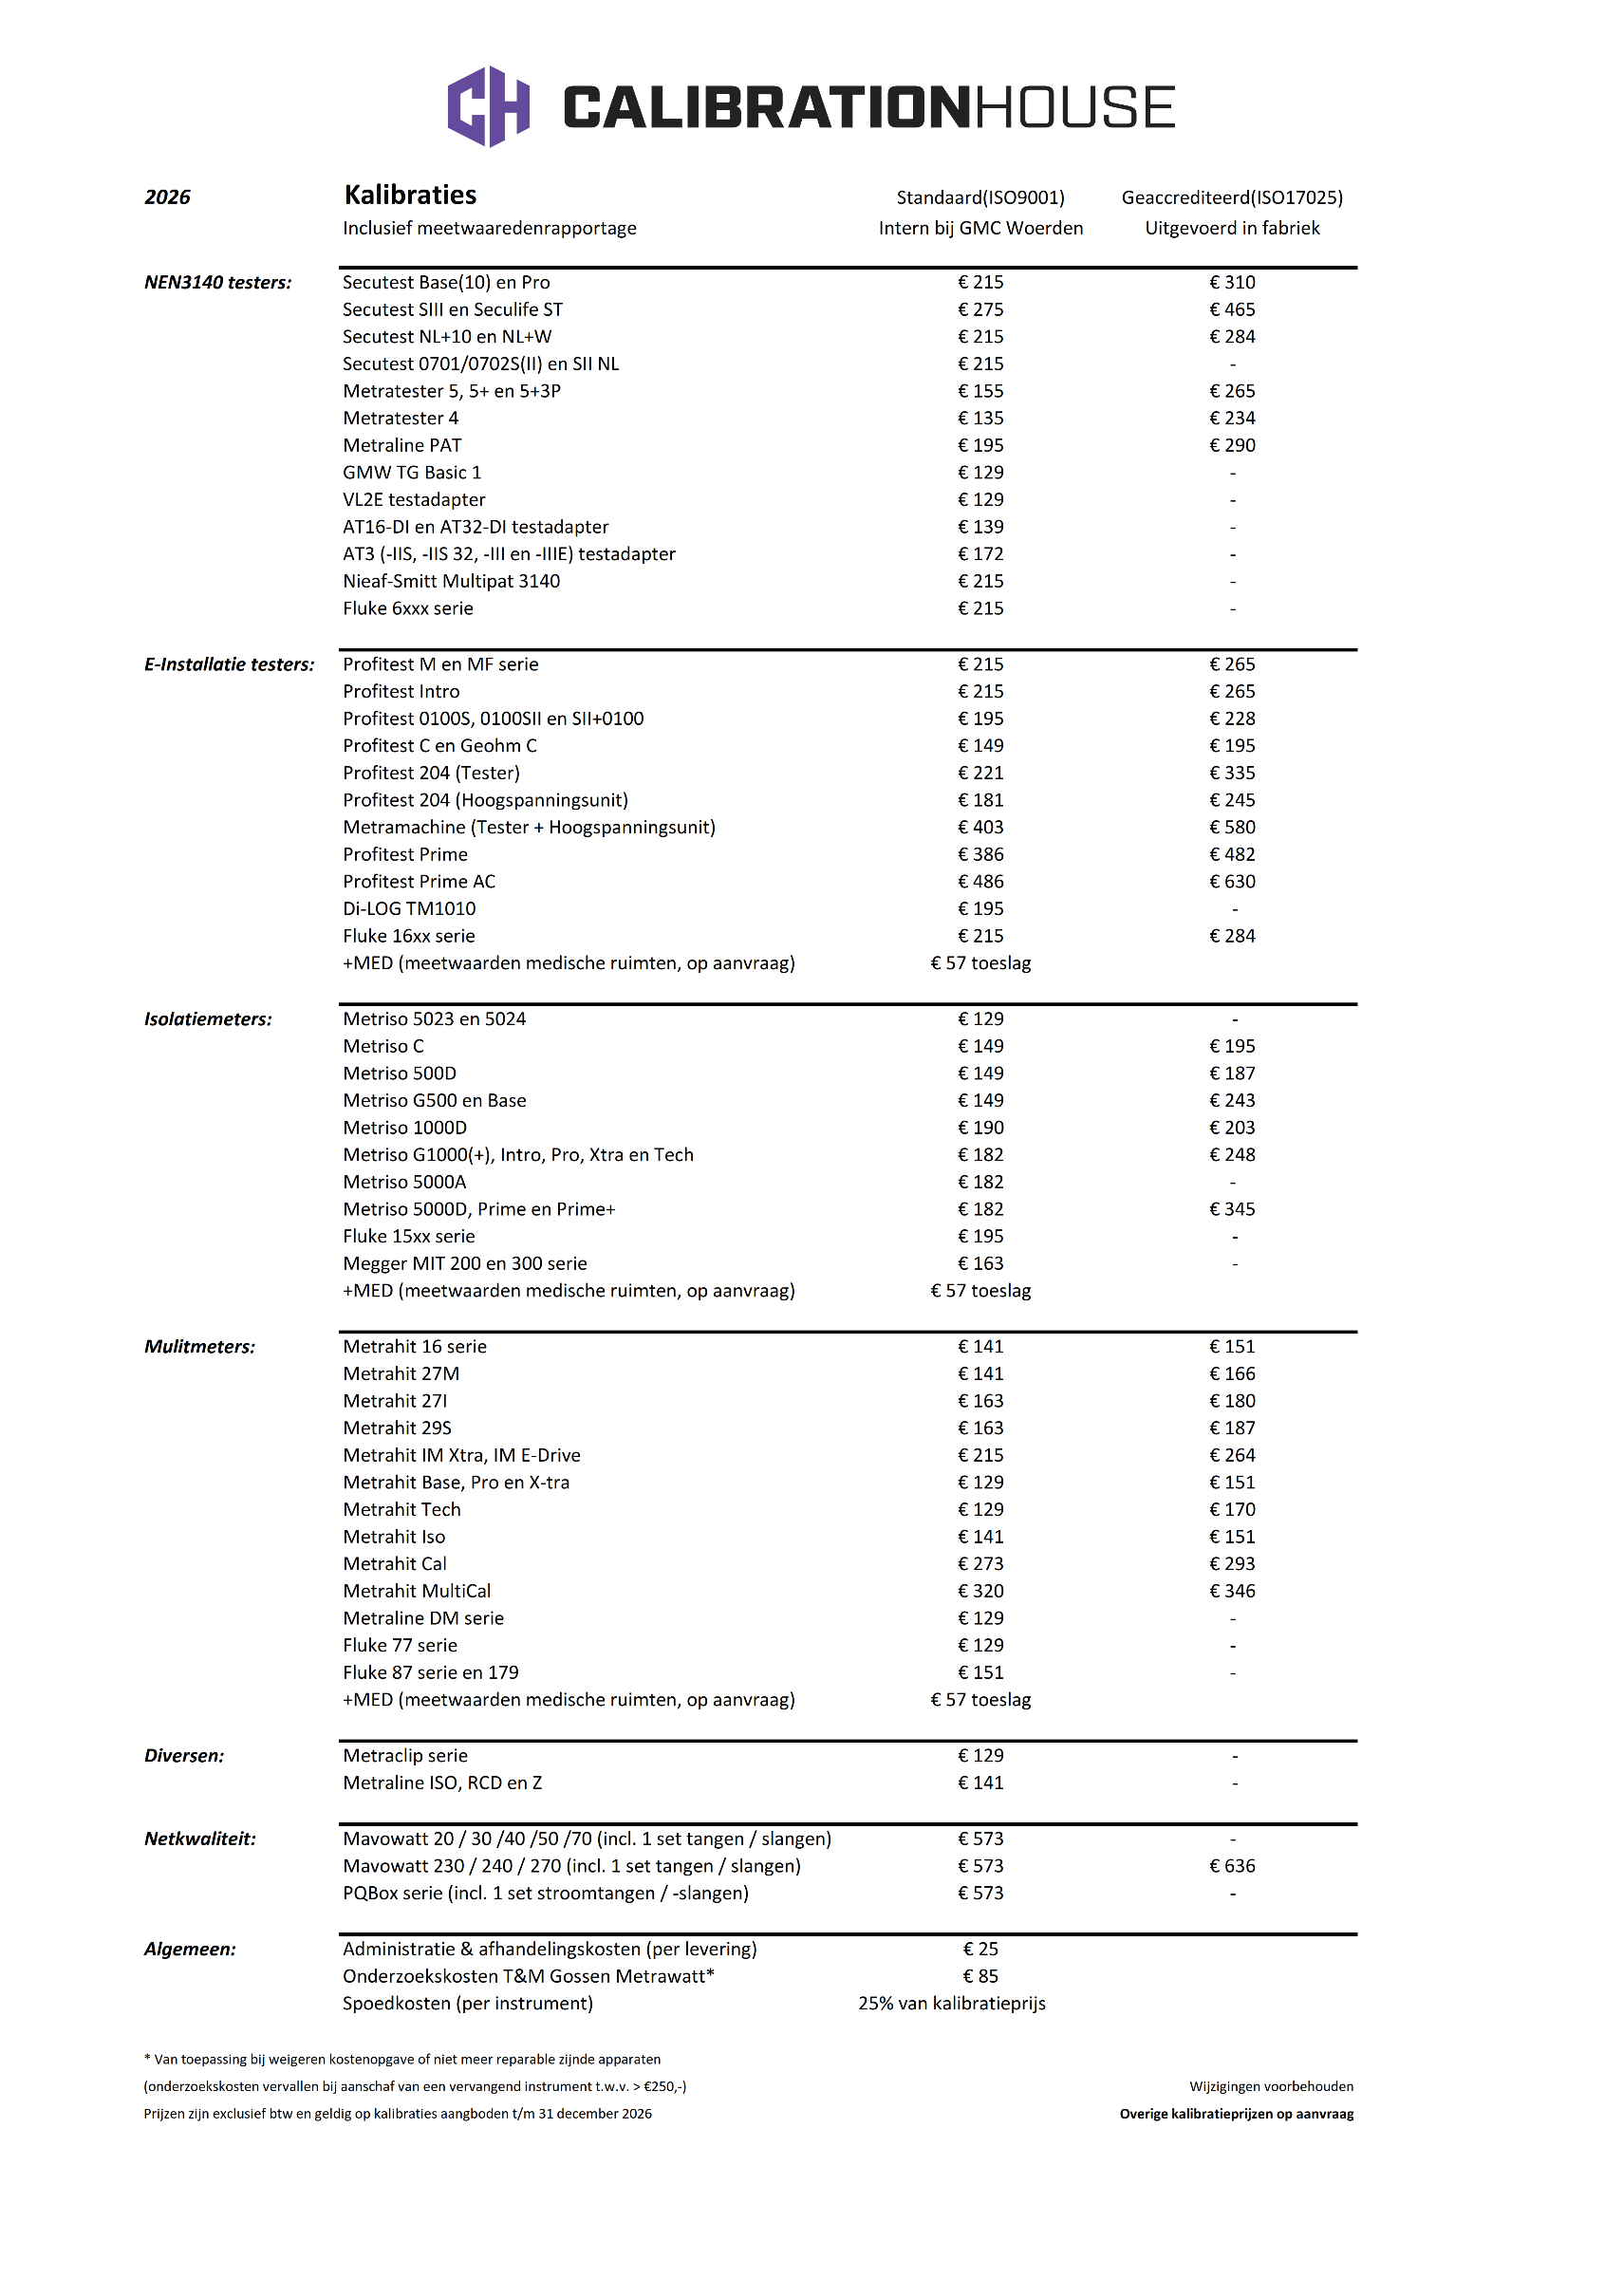 CH CALIBRATIONHOUSE
2026 Kalibraties Standaard(ISO9001) Geaccrediteerd(ISO17025)
Inclusief meetwaaredenrapportage Intern bij GMC Woerden Uitgevoerd in fabriek
NEN3140 testers: Secutest Base(10) en Pro € 215 € 310
Secutest SIII en Seculife ST € 275 € 465
Secutest NL+10 en NL+W € 215 € 284
Secutest 0701/0702S(II) en SII NL € 215 -
Metratester 5, 5+ en 5+3P € 155 € 265
Metratester 4 € 135 € 234
Metraline PAT € 195 € 290
GMW TG Basic 1 € 129 -
VL2E testadapter € 129 -
AT16-DI en AT32-DI testadapter € 139 -
AT3 (-IIS, -IIS 32, -III en -IIIE) testadapter € 172 -
Nieaf-Smitt Multipat 3140 € 215 -
Fluke 6xxx serie € 215 -
E-Installatie testers: Profitest M en MF serie € 215 € 265
Profitest Intro € 215 € 265
Profitest 0100S, 0100SII en SII+0100 € 195 € 228
Profitest C en Geohm C € 149 € 195
Profitest 204 (Tester) € 221 € 335
Profitest 204 (Hoogspanningsunit) € 181 € 245
Metramachine (Tester + Hoogspanningsunit) € 403 € 580
Profitest Prime € 386 € 482
Profitest Prime AC € 486 € 630
Di-LOG TM1010 € 195 -
Fluke 16xx serie € 215 € 284
+MED (meetwaarden medische ruimten, op aanvraag) € 57 toeslag
Isolatiemeters: Metriso 5023 en 5024 € 129 -
Metriso C € 149 € 195
Metriso 500D € 149 € 187
Metriso G500 en Base € 149 € 243
Metriso 1000D € 190 € 203
Metriso G1000(+), Intro, Pro, Xtra en Tech € 182 € 248
Metriso 5000A € 182 -
Metriso 5000D, Prime en Prime+ € 182 € 345
Fluke 15xx serie € 195 -
Megger MIT 200 en 300 serie € 163 -
+MED (meetwaarden medische ruimten, op aanvraag) € 57 toeslag
Mulitmeters: Metrahit 16 serie € 141 € 151
Metrahit 27M € 141 € 166
Metrahit 27I € 163 € 180
Metrahit 29S € 163 € 187
Metrahit IM Xtra, IM E-Drive € 215 € 264
Metrahit Base, Pro en X-tra € 129 € 151
Metrahit Tech € 129 € 170
Metrahit Iso € 141 € 151
Metrahit Cal € 273 € 293
Metrahit MultiCal € 320 € 346
Metraline DM serie € 129 -
Fluke 77 serie € 129 -
Fluke 87 serie en 179 € 151 -
+MED (meetwaarden medische ruimten, op aanvraag) € 57 toeslag
Diversen: Metraclip serie € 129 -
Metraline ISO, RCD en Z € 141 -
Netkwaliteit: Mavowatt 20 / 30 /40 /50 /70 (incl. 1 set tangen / slangen) € 573 -
Mavowatt 230 / 240 / 270 (incl. 1 set tangen / slangen) € 573 € 636
PQBox serie (incl. 1 set stroomtangen / -slangen) € 573 -
Algemeen: Administratie & afhandelingskosten (per levering) € 25
Onderzoekskosten T&M Gossen Metrawatt* € 85
Spoedkosten (per instrument) 25% van kalibratieprijs
* Van toepassing bij weigeren kostenopgave of niet meer reparable zijnde apparaten
(onderzoekskosten vervallen bij aanschaf van een vervangend instrument t.w.v. > €250,-) Wijzigingen voorbehouden
Prijzen zijn exclusief btw en geldig op kalibraties aangboden t/m 31 december 2026 Overige kalibratieprijzen op aanvraag